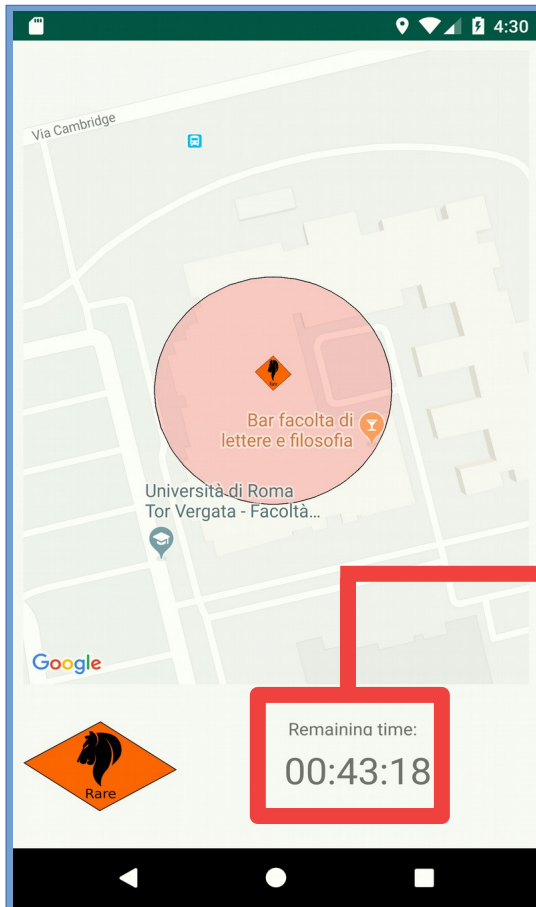 4:30
Via Cambridge
Bar facolta di
lettere e filosofia
Università di Roma
Tor Vergata - Facoltà...
Google
Remaining time:
00:43:18
Rare